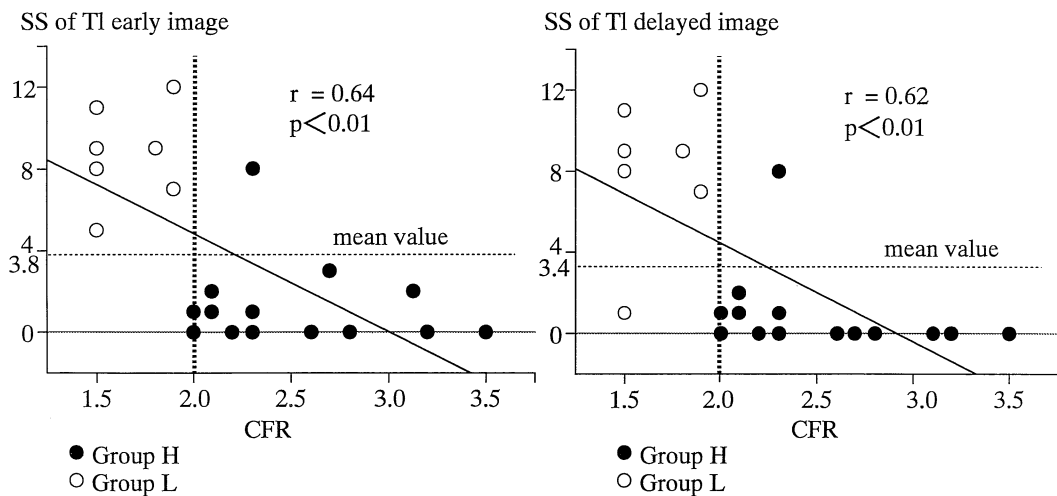 SS of Tl early image
12
8
4
3.8
0
r = 0.64
p<0.01
mean value
1.5 2.0 2.5 3.0 3.5
CFR
Group H
Group L
SS of Tl delayed image
12
8
4
3.4
0
r = 0.62
p<0.01
mean value
1.5 2.0 2.5 3.0 3.5
CFR
Group H
Group L